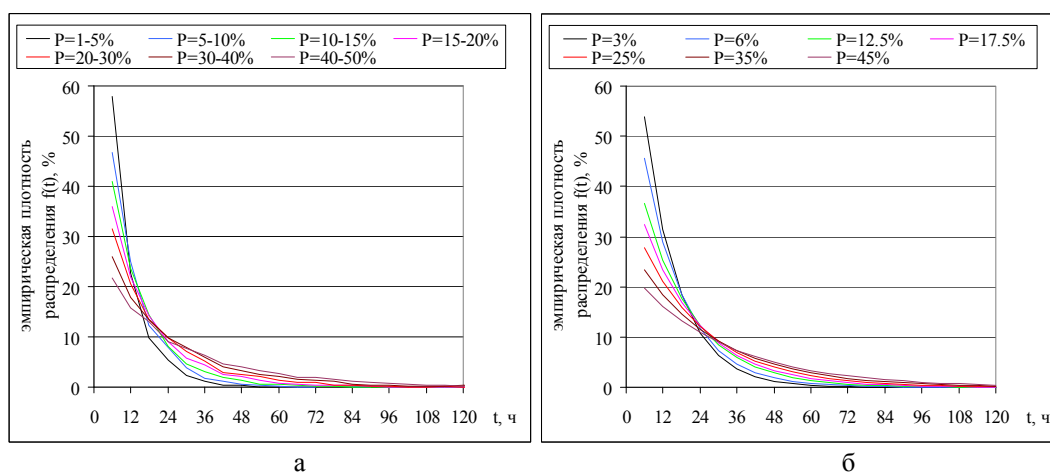 P=1-5% P=5-10% P=10-15% P=15-20%
P=20-30% P=30-40% P=40-50%
эмпирическая плотность
распределения f(t), %
60
50
40
30
20
10
0
0 12 24 36 48 60 72 84 96 108 120 t, ч
а
P=3% P=6% P=12.5% P=17.5%
P=25% P=35% P=45%
эмпирическая плотность
распределения f(t), %
60
50
40
30
20
10
0
0 12 24 36 48 60 72 84 96 108 120 t, ч
б